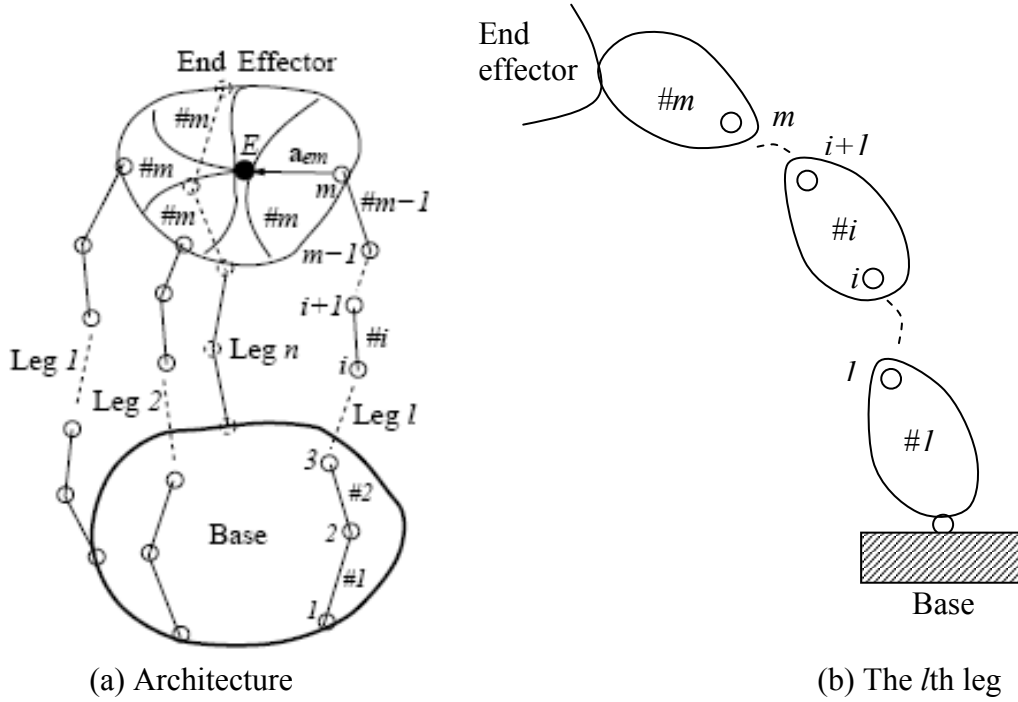 End Effector
#m
E
a_em
#m
m
#m−1
#m
#m
m−1
i+1
#i
Leg 1
Leg n
i
Leg 2
Leg l
3
#2
Base
2
#1
1
(a) Architecture
End
effector
#m
m
i+1
#i
i
1
#1
Base
(b) The lth leg